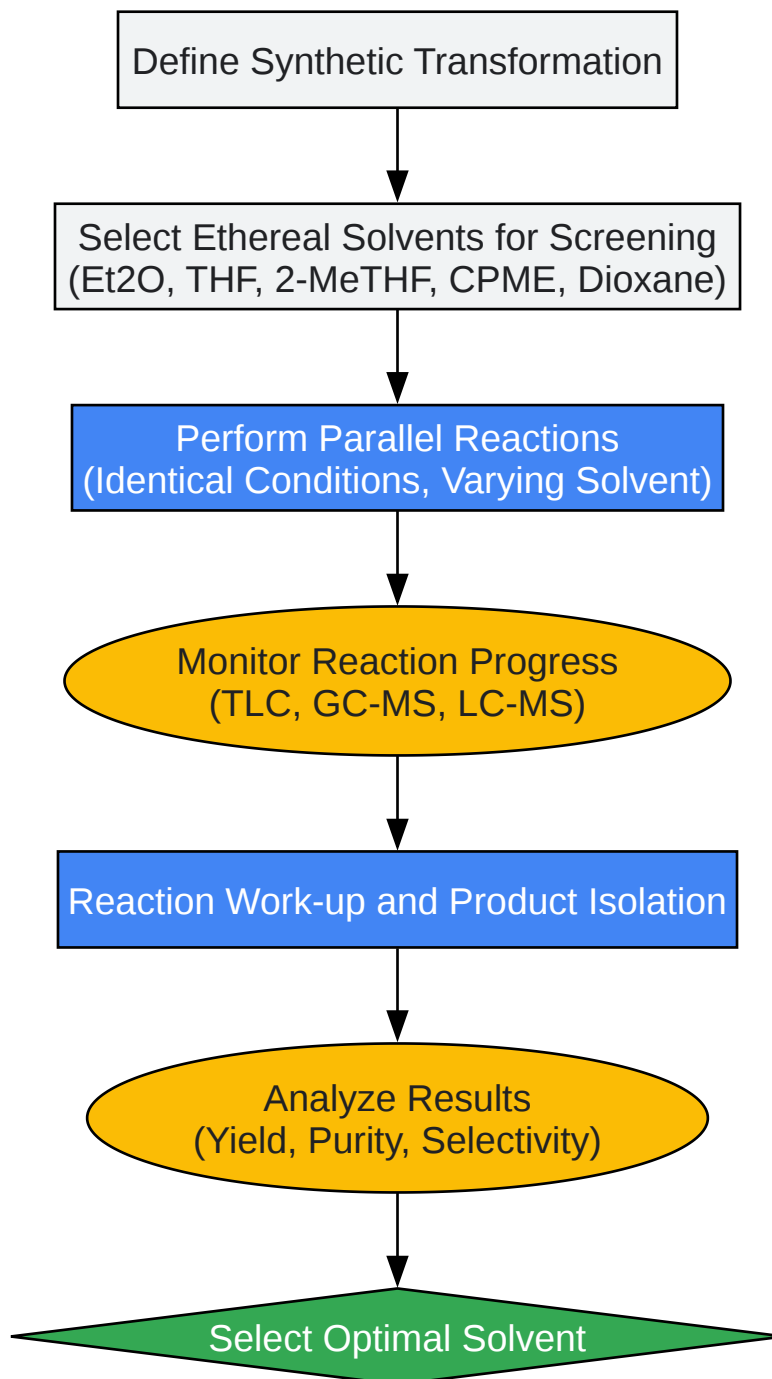 Define Synthetic Transformation
Select Ethereal Solvents for Screening
(Et2O, THF, 2-MeTHF, CPME, Dioxane)
Perform Parallel Reactions
(Identical Conditions, Varying Solvent)
Monitor Reaction Progress
(TLC, GC-MS, LC-MS)
Reaction Work-up and Product Isolation
Analyze Results
(Yield, Purity, Selectivity)
Select Optimal Solvent